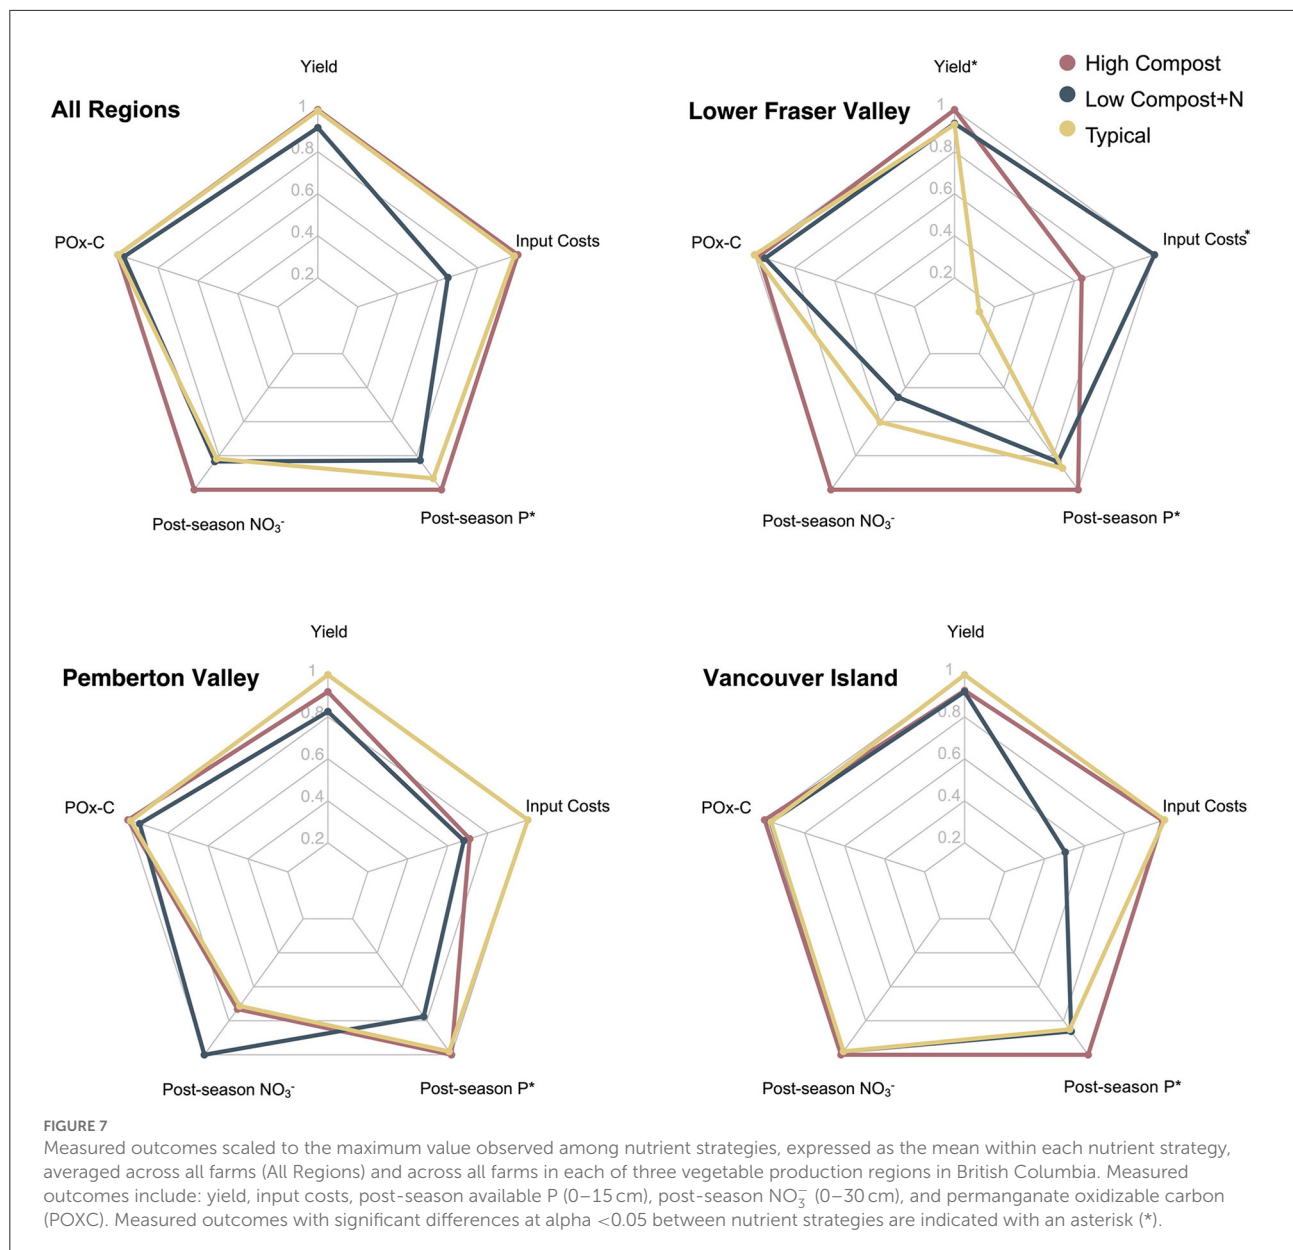 Yield
All Regions
1
0.8
0.6
0.4
0.2
POx-C
Input Costs
Post-season NO₃⁻
Post-season P*
Yield*
Lower Fraser Valley
High Compost
Low Compost+N
Typical
1
0.8
0.6
0.4
0.2
POx-C
Input Costs*
Post-season NO₃⁻
Post-season P*
Yield
Pemberton Valley
1
0.8
0.6
0.4
0.2
POx-C
Input Costs
Post-season NO₃⁻
Post-season P*
Yield
Vancouver Island
1
0.8
0.6
0.4
0.2
POx-C
Input Costs
Post-season NO₃⁻
Post-season P*
FIGURE 7
Measured outcomes scaled to the maximum value observed among nutrient strategies, expressed as the mean within each nutrient strategy,
averaged across all farms (All Regions) and across all farms in each of three vegetable production regions in British Columbia. Measured
outcomes include: yield, input costs, post-season available P (0–15 cm), post-season NO₃⁻ (0–30 cm), and permanganate oxidizable carbon
(POXC). Measured outcomes with significant differences at alpha <0.05 between nutrient strategies are indicated with an asterisk (*).